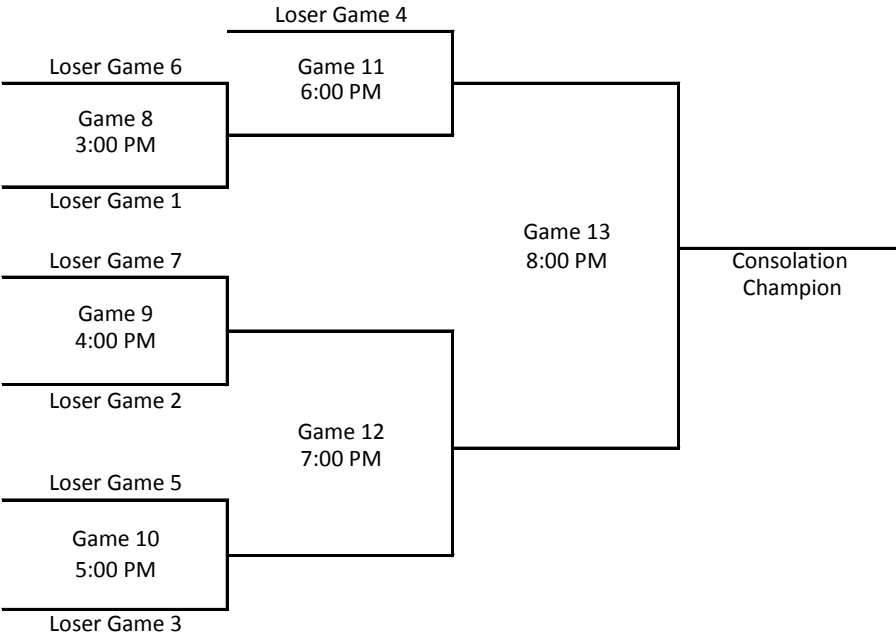 Loser Game 4
Loser Game 6
Game 11
6:00 PM
Game 8
3:00 PM
Loser Game 1
Game 13
8:00 PM
Loser Game 7
Consolation
Champion
Game 9
4:00 PM
Loser Game 2
Game 12
7:00 PM
Loser Game 5
Game 10
5:00 PM
Loser Game 3